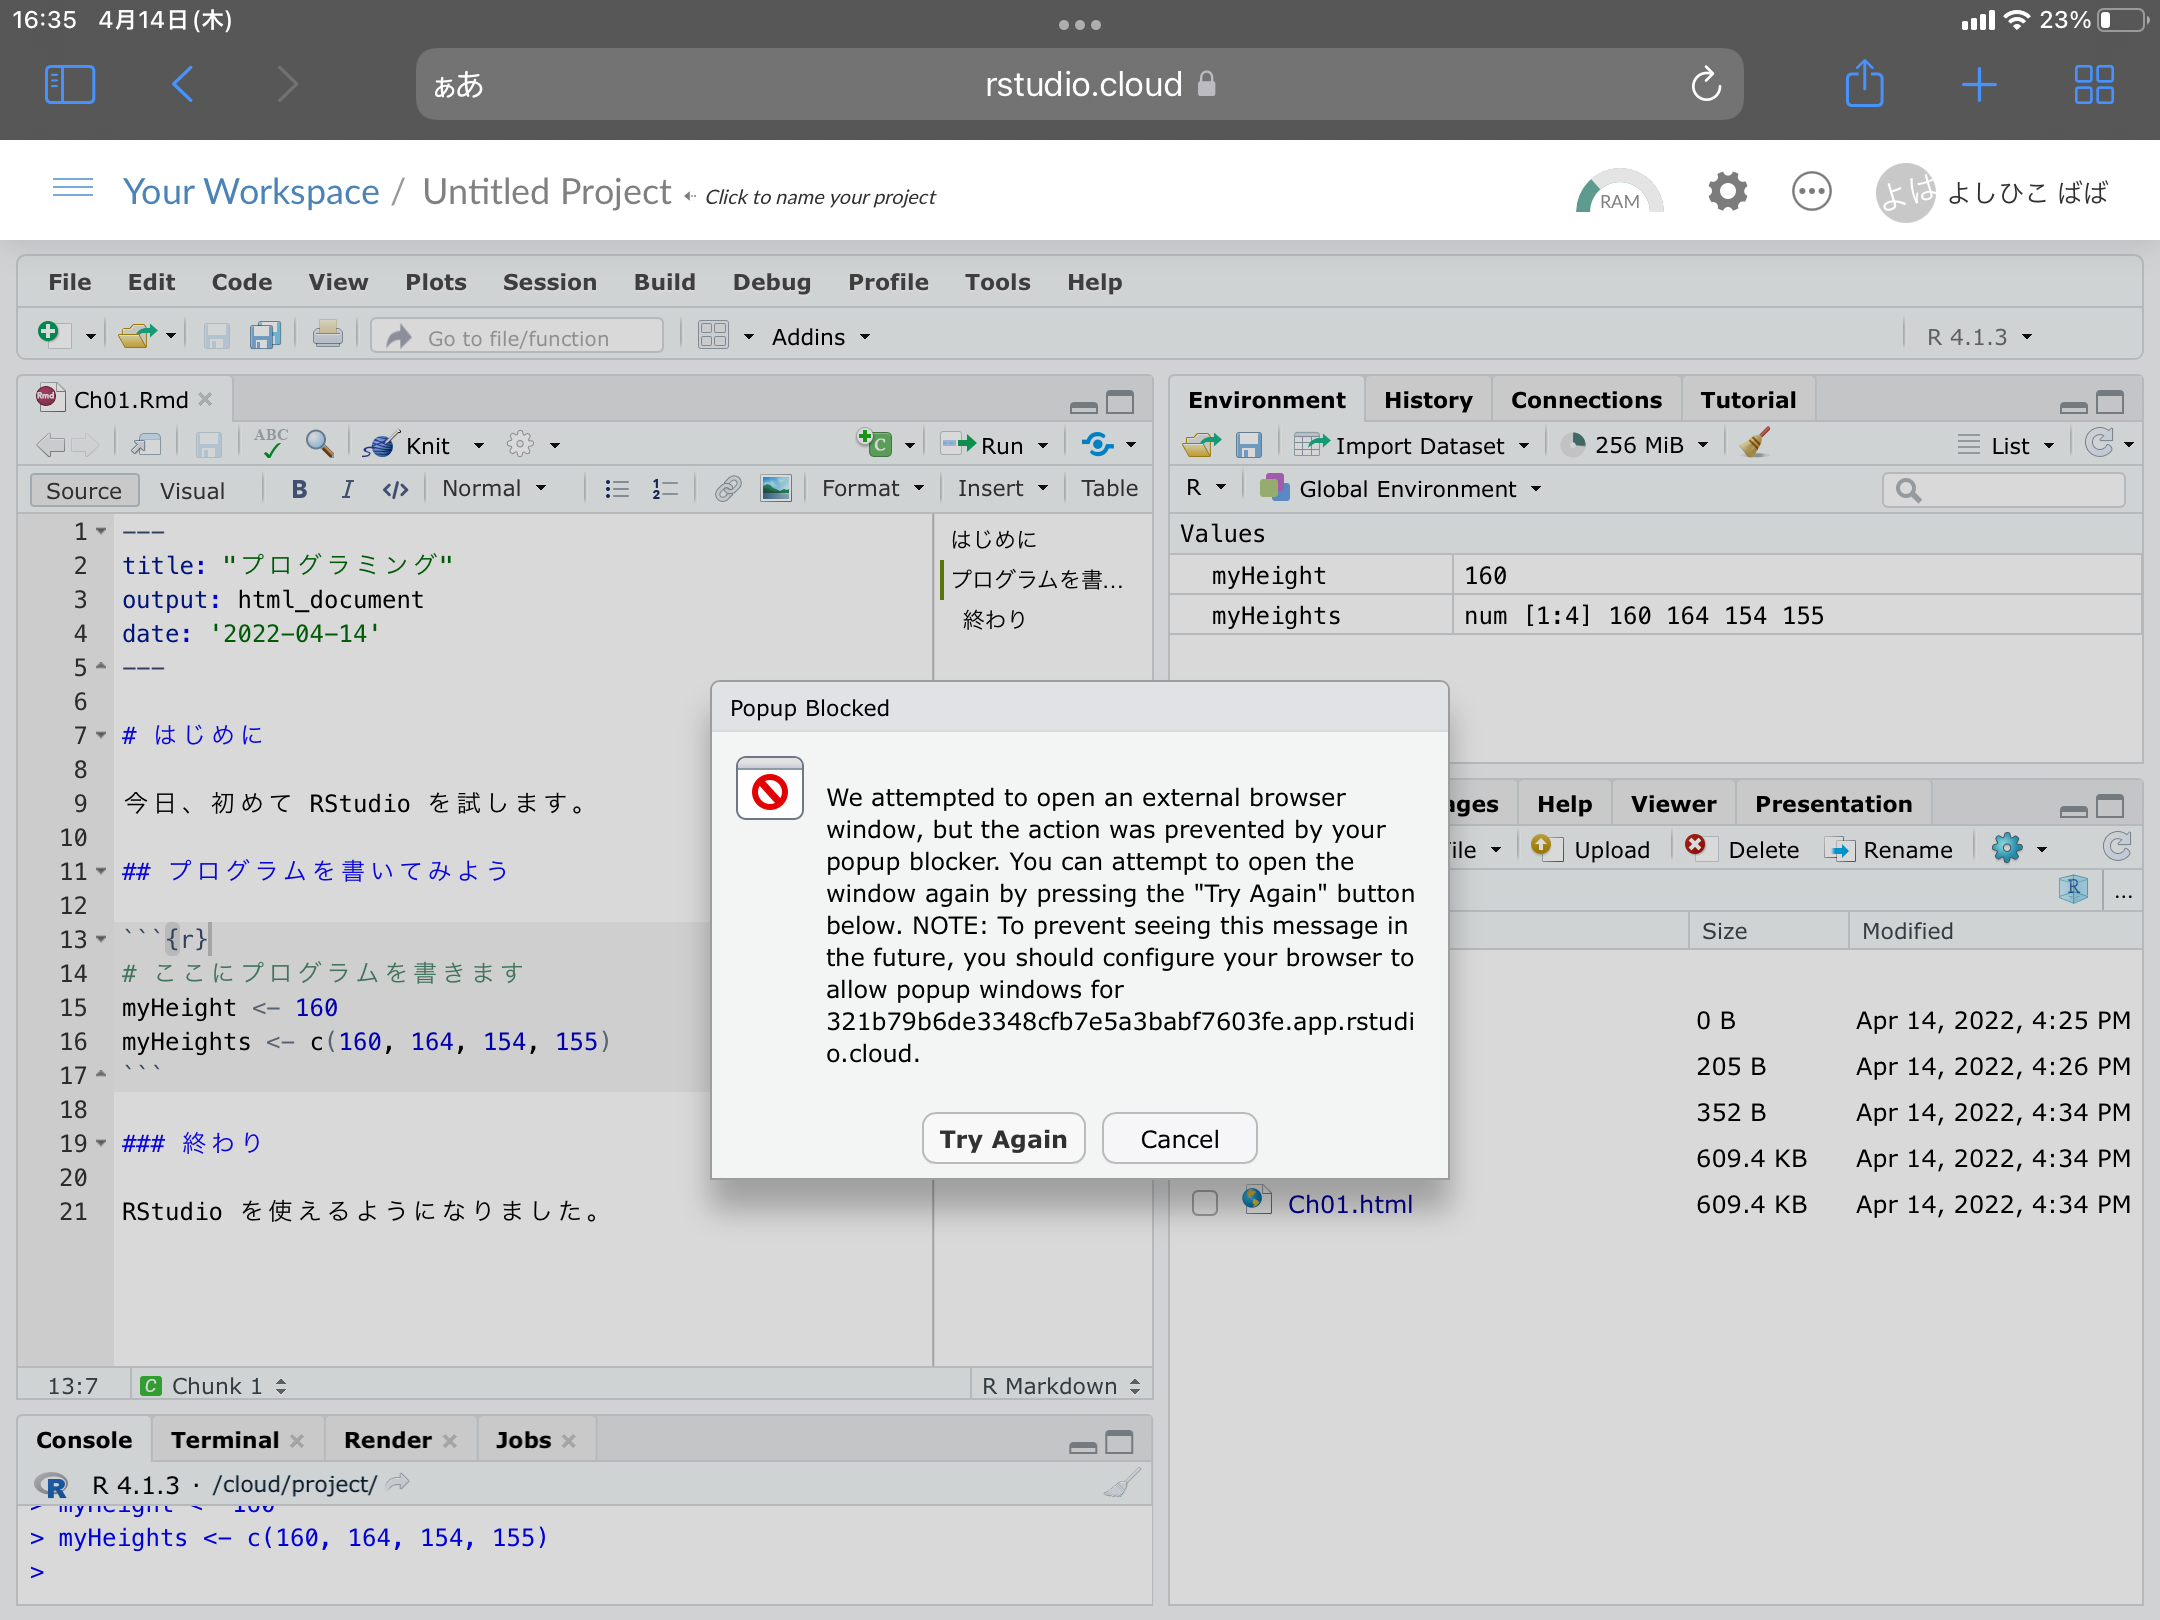 16:35 4月14日(木)
23%
ぁあ
rstudio.cloud
Your Workspace / Untitled Project
Click to name your project
RAM
よは
よしひこ ばば
File Edit Code View Plots Session Build Debug Profile Tools Help
Go to file/function
Addins
R 4.1.3
Rmd
Ch01.Rmd
ABC
Knit
C
Run
Source Visual
B I </> Normal
Format Insert Table
1 ---
2 title: "プログラミング"
3 output: html_document
4 date: '2022-04-14'
5 ---
6
7 # はじめに
8
9 今日、初めて RStudio を試します。
10
11 ## プログラムを書いてみよう
12
13 ```{r}
14 # ここにプログラムを書きます
15 myHeight <- 160
16 myHeights <- c(160, 164, 154, 155)
17 ```
18
19 ### 終わり
20
21 RStudio を使えるようになりました。
はじめに
プログラムを書...
終わり
13:7
C Chunk 1
R Markdown
Console Terminal Render Jobs
R R 4.1.3 · /cloud/project/
> myHeight <- 160
> myHeights <- c(160, 164, 154, 155)
>
Environment History Connections Tutorial
Import Dataset
256 MiB
List
R Global Environment
Values
myHeight 160
myHeights num [1:4] 160 164 154 155
ages Help Viewer Presentation
ile Upload Delete Rename
R ...
Size Modified
0 B Apr 14, 2022, 4:25 PM
205 B Apr 14, 2022, 4:26 PM
352 B Apr 14, 2022, 4:34 PM
609.4 KB Apr 14, 2022, 4:34 PM
Ch01.html 609.4 KB Apr 14, 2022, 4:34 PM
Popup Blocked
We attempted to open an external browser
window, but the action was prevented by your
popup blocker. You can attempt to open the
window again by pressing the "Try Again" button
below. NOTE: To prevent seeing this message in
the future, you should configure your browser to
allow popup windows for
321b79b6de3348cfb7e5a3babf7603fe.app.rstudi
o.cloud.
Try Again Cancel